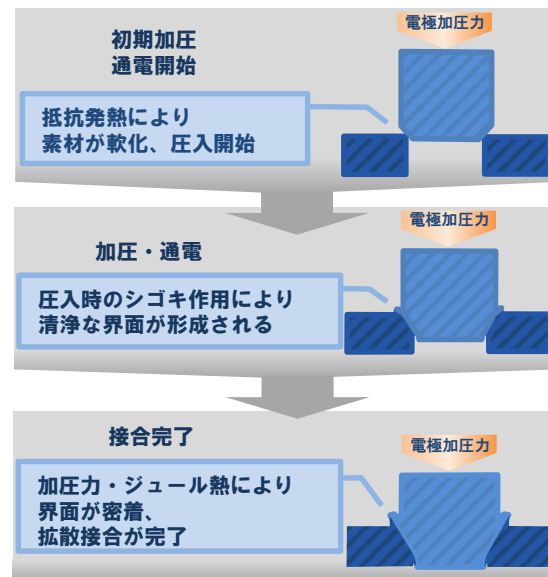 電極加圧力
初期加圧
通電開始
抵抗発熱により
素材が軟化、圧入開始
電極加圧力
加圧・通電
圧入時のシゴキ作用により
清浄な界面が形成される
電極加圧力
接合完了
加圧力・ジュール熱により
界面が密着、
拡散接合が完了